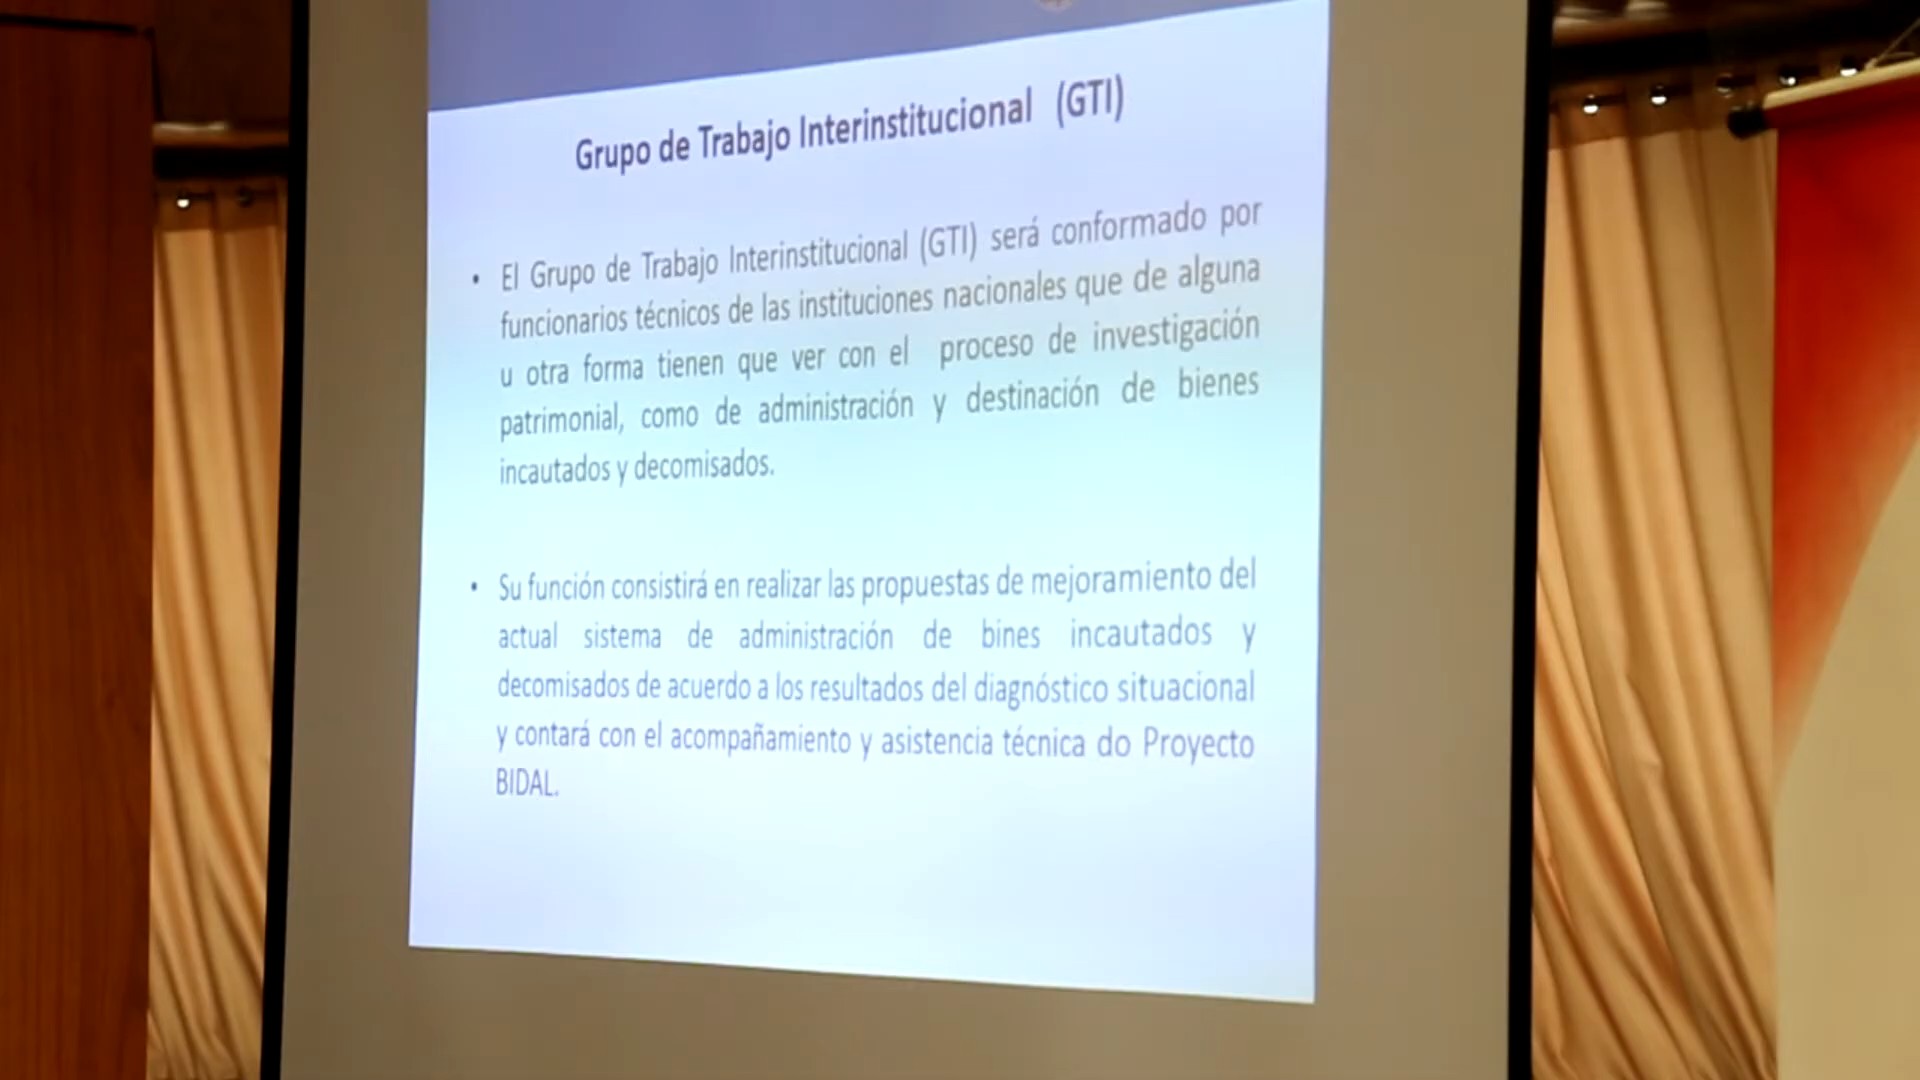 Grupo de Trabajo Interinstitucional (GTI)
• El Grupo de Trabajo Interinstitucional (GTI) será conformado por
funcionarios técnicos de las instituciones nacionales que de alguna
u otra forma tienen que ver con el proceso de investigación
patrimonial, como de administración y destinación de bienes
incautados y decomisados.
• Su función consistirá en realizar las propuestas de mejoramiento del
actual sistema de administración de bines incautados y
decomisados de acuerdo a los resultados del diagnóstico situacional
y contará con el acompañamiento y asistencia técnica do Proyecto
BIDAL.